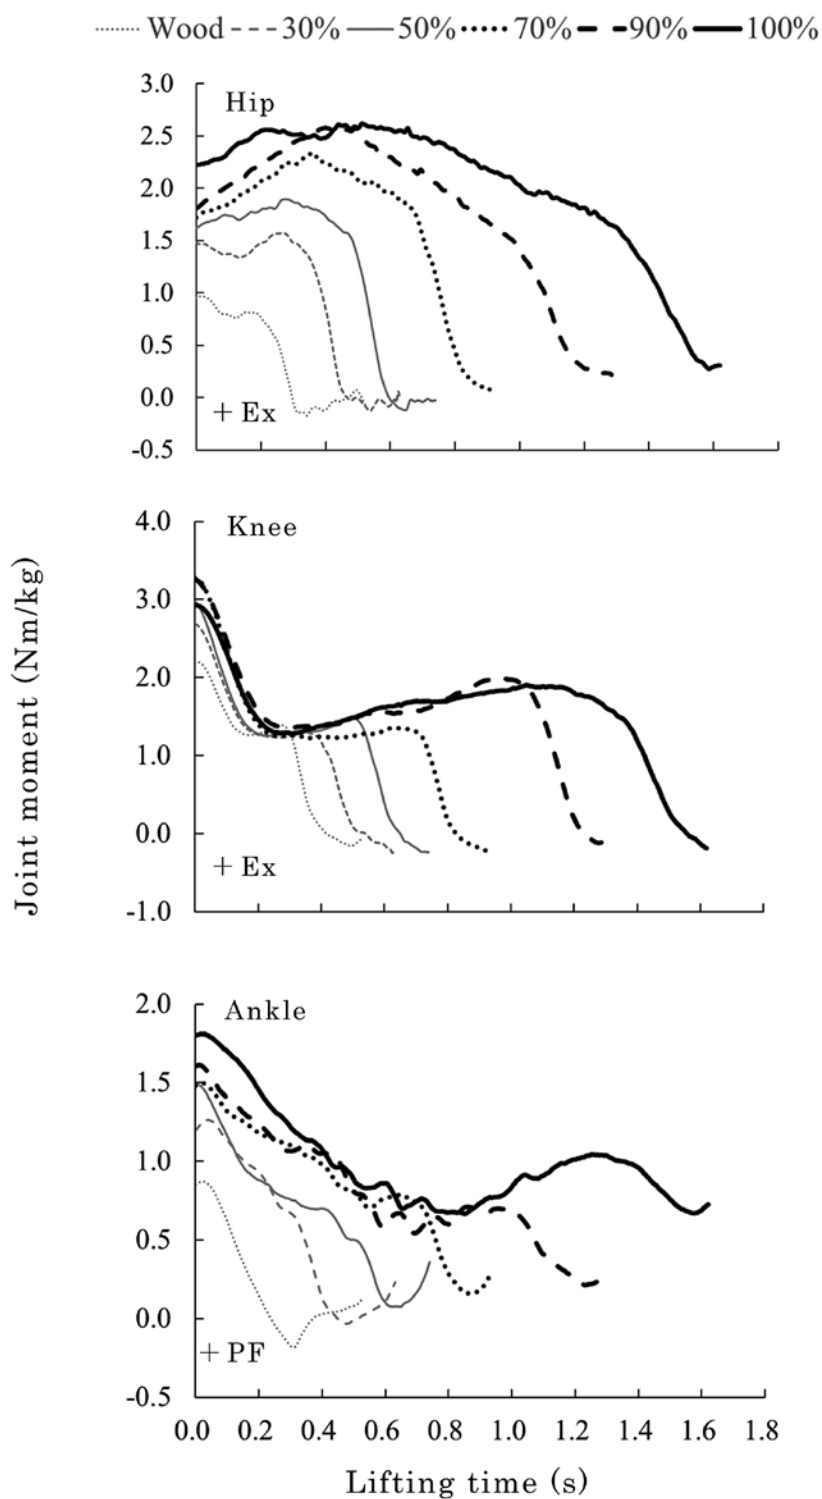 Wood 30% 50% 70% 90% 100%
3.0
Hip
2.5
2.0
1.5
1.0
0.5
0.0
+ Ex
-0.5
4.0
Knee
3.0
2.0
1.0
0.0
+ Ex
-1.0
Joint moment (Nm/kg)
2.0
Ankle
1.5
1.0
0.5
0.0
+ PF
-0.5
0.0 0.2 0.4 0.6 0.8 1.0 1.2 1.4 1.6 1.8
Lifting time (s)